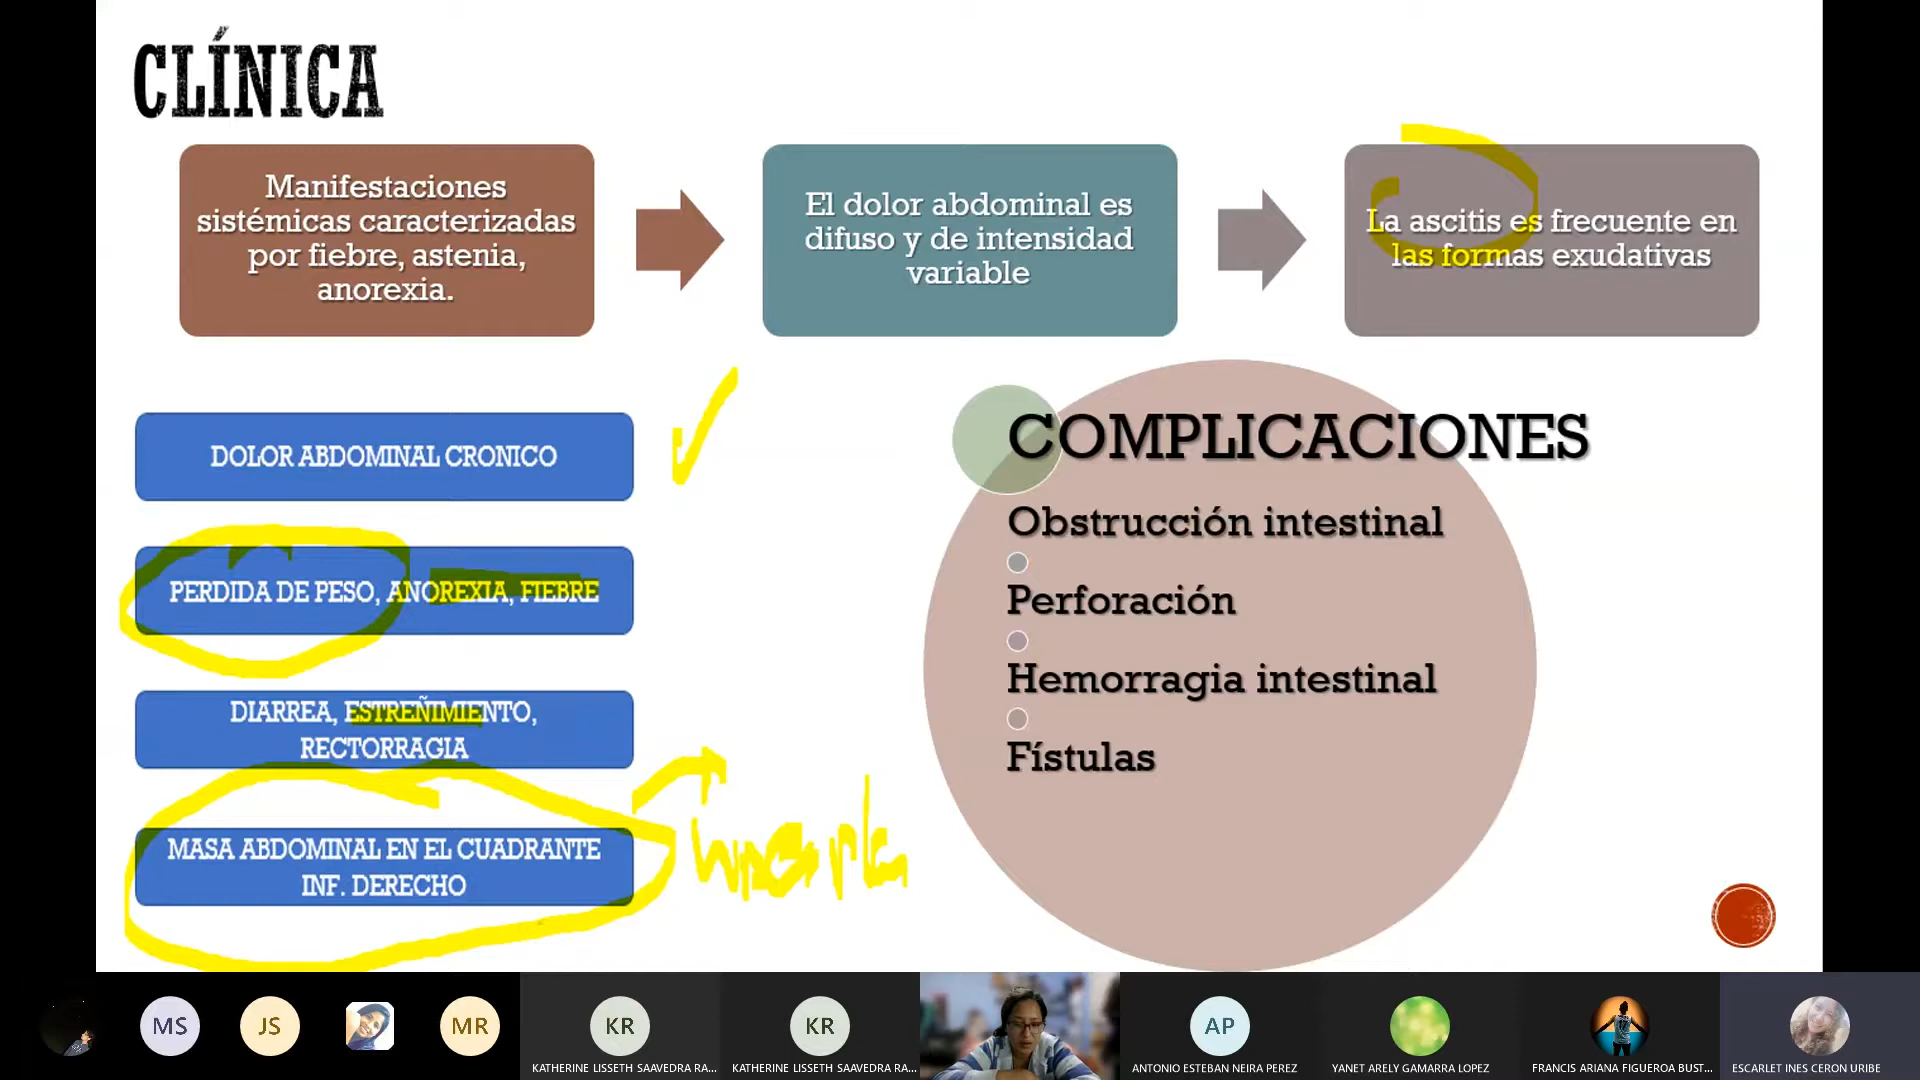 CLÍNICA
Manifestaciones
sistémicas caracterizadas
por fiebre, astenia,
anorexia.
El dolor abdominal es
difuso y de intensidad
variable
La ascitis es frecuente en
las formas exudativas
DOLOR ABDOMINAL CRONICO
PERDIDA DE PESO, ANOREXIA, FIEBRE
DIARREA, ESTREÑIMIENTO,
RECTORRAGIA
MASA ABDOMINAL EN EL CUADRANTE
INF. DERECHO
COMPLICACIONES
Obstrucción intestinal
Perforación
Hemorragia intestinal
Fístulas
MS
JS
MR
KR
KATHERINE LISSETH SAAVEDRA RA...
KR
KATHERINE LISSETH SAAVEDRA RA...
AP
ANTONIO ESTEBAN NEIRA PEREZ
YANET ARELY GAMARRA LOPEZ
FRANCIS ARIANA FIGUEROA BUST...
ESCARLET INES CERON URIBE